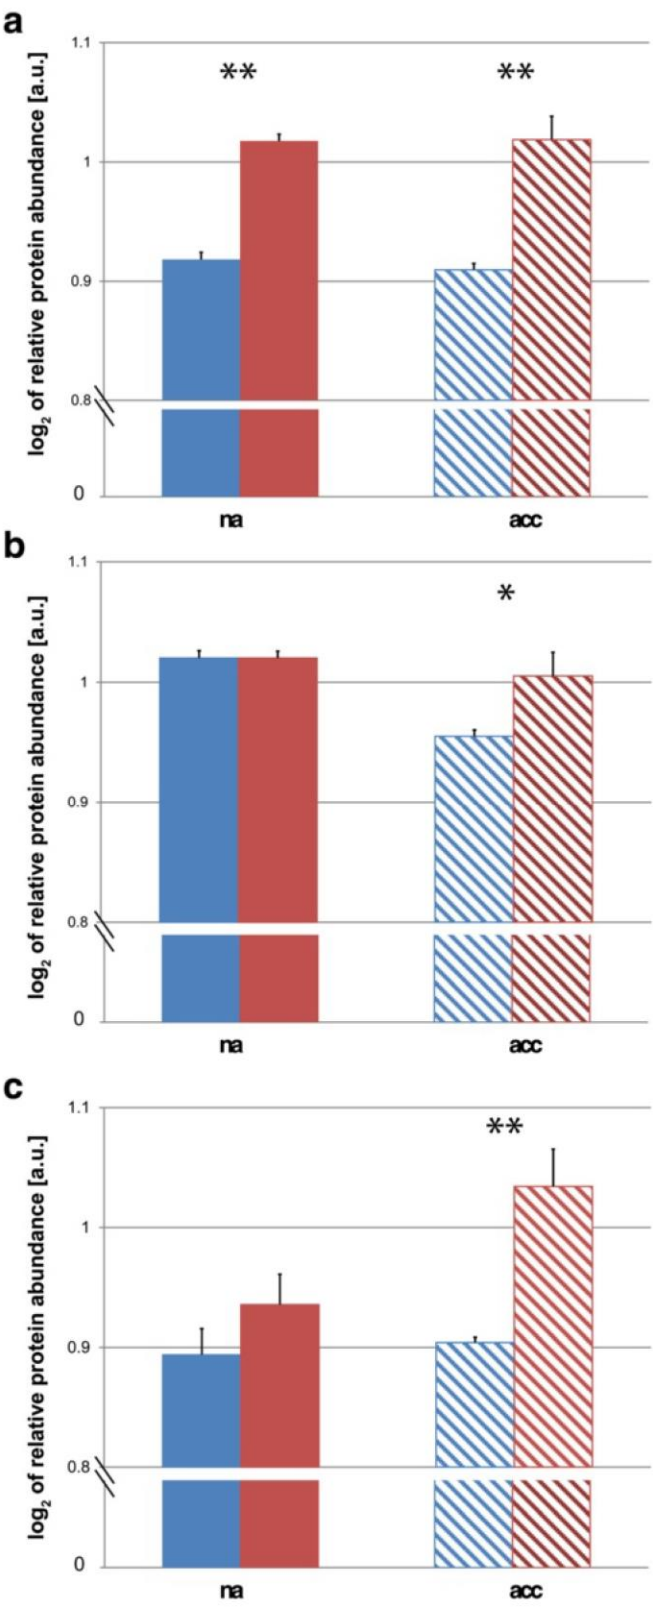 a
log2 of relative protein abundance [a.u.]
1.1
** **
1
0.9
0.8
0
na acc
b
log2 of relative protein abundance [a.u.]
1.1
*
1
0.9
0.8
0
na acc
c
log2 of relative protein abundance [a.u.]
1.1
**
1
0.9
0.8
0
na acc